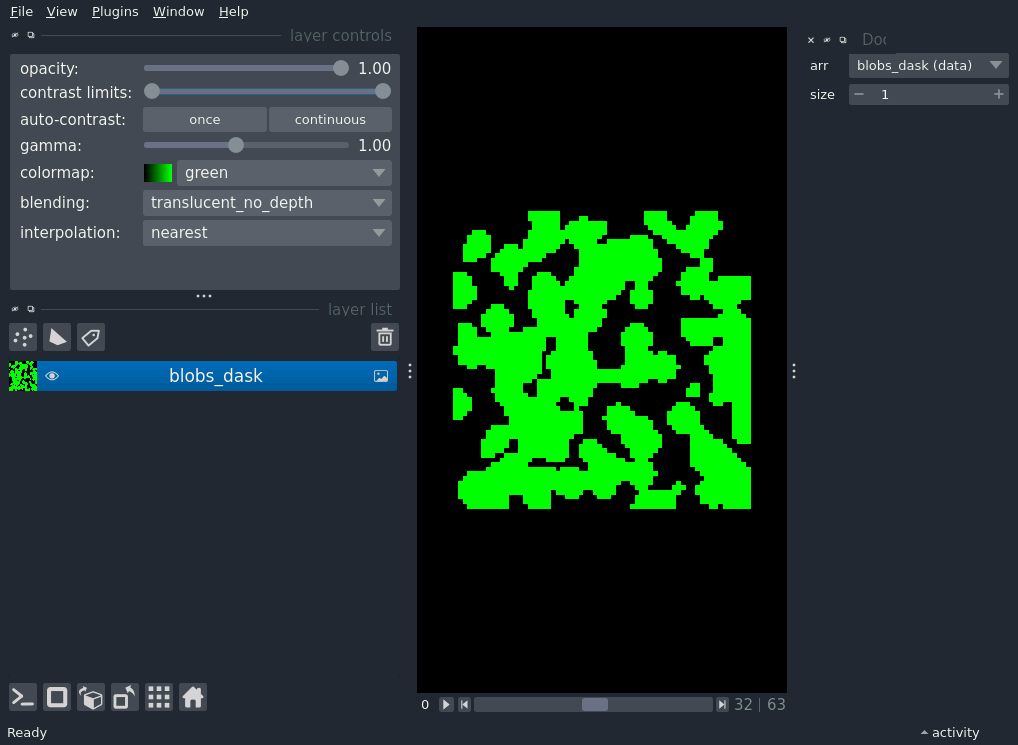 File View Plugins Window Help
layer controls
opacity: 1.00
contrast limits:
auto-contrast: once continuous
gamma: 1.00
colormap: green
blending: translucent_no_depth
interpolation: nearest
layer list
blobs_dask
0 32 | 63
Ready
arr blobs_dask (data)
size − 1 +
activity